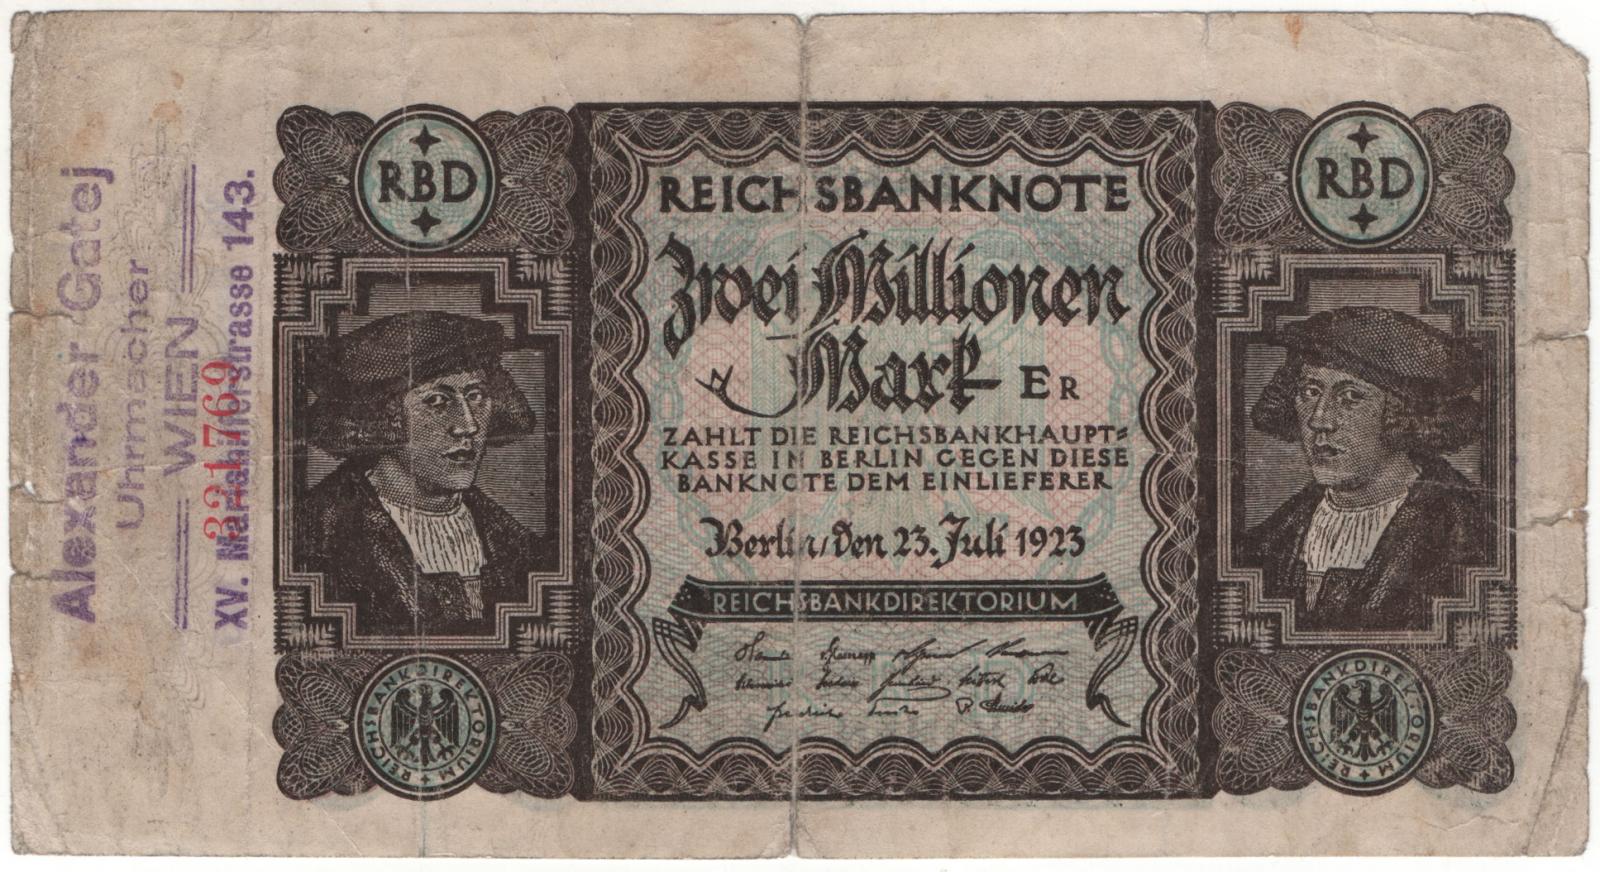 Alexander Gatej
Uhrmacher
WIEN
XV. Mariahilferstrasse 143.
321769
RBD
RBD
REICHSBANKNOTE
Zwei Millionen
Mark
ER
ZAHLT DIE REICHSBANKHAUPT=
KASSE IN BERLIN GEGEN DIESE
BANKNOTE DEM EINLIEFERER
Berlin, den 23. Juli 1923
REICHSBANKDIREKTORIUM
REICHSBANKDIREKTORIUM
REICHSBANKDIREKTORIUM